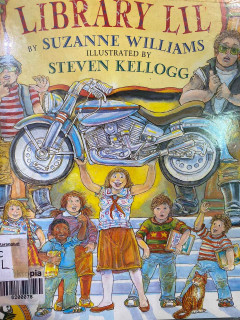 LIBRARY LIL
BY SUZANNE WILLIAMS
ILLUSTRATED BY
STEVEN KELLOGG